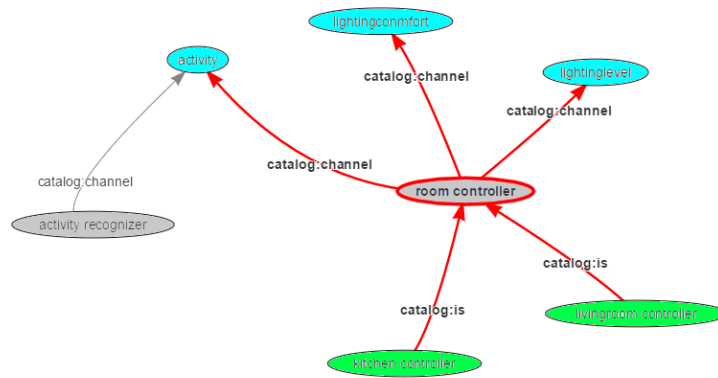 lightingconmfort
activity
lightinglevel
catalog:channel
catalog:channel
catalog:channel
catalog:channel
room controller
activity recognizer
catalog:is
catalog:is
livingroom controller
kitchen controller